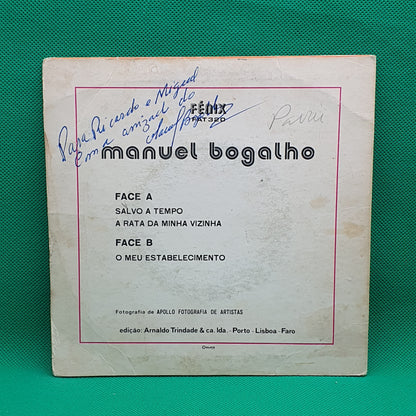 Para Ricardo e Miguel
com a amizade do
FÉNIX
FAT 320
manuel bogalho
FACE A
SALVO A TEMPO
A RATA DA MINHA VIZINHA
FACE B
O MEU ESTABELECIMENTO
Fotografia de APOLLO FOTOGRAFIA DE ARTISTAS
edição: Arnaldo Trindade & ca. lda. - Porto - Lisboa - Faro